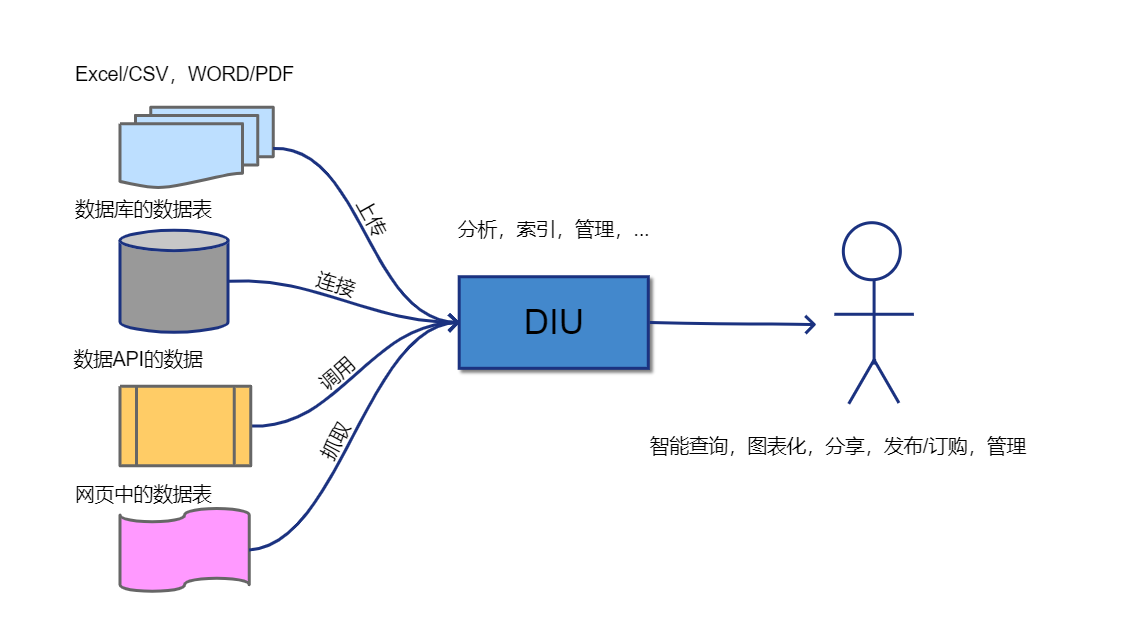 Excel/CSV，WORD/PDF
数据库的数据表
上传
分析，索引，管理，...
连接
DIU
数据API的数据
调用
抓取
智能查询，图表化，分享，发布/订购，管理
网页中的数据表